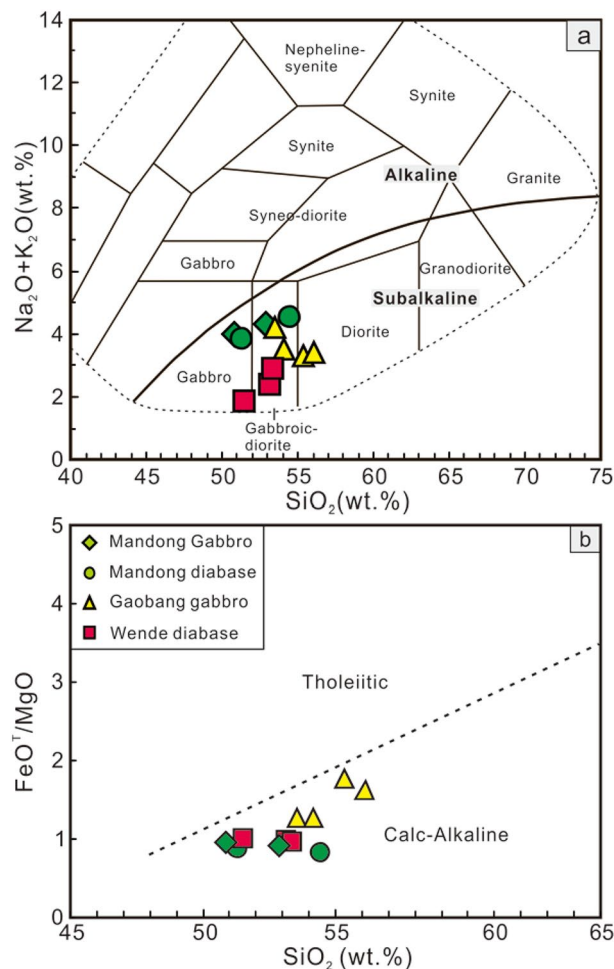 14
12
10
8
6
4
2
0
Na₂O+K₂O(wt.%)
a
Nepheline-
syenite
Synite
Synite
Alkaline
Granite
Syneo-diorite
Gabbro
Granodiorite
Subalkaline
Diorite
Gabbro
Gabbroic-
diorite
40 45 50 55 60 65 70 75
SiO₂(wt.%)
5
4
3
2
1
0
FeOᵀ/MgO
b
Mandong Gabbro
Mandong diabase
Gaobang gabbro
Wende diabase
Tholeiitic
Calc-Alkaline
45 50 55 60 65
SiO₂(wt.%)